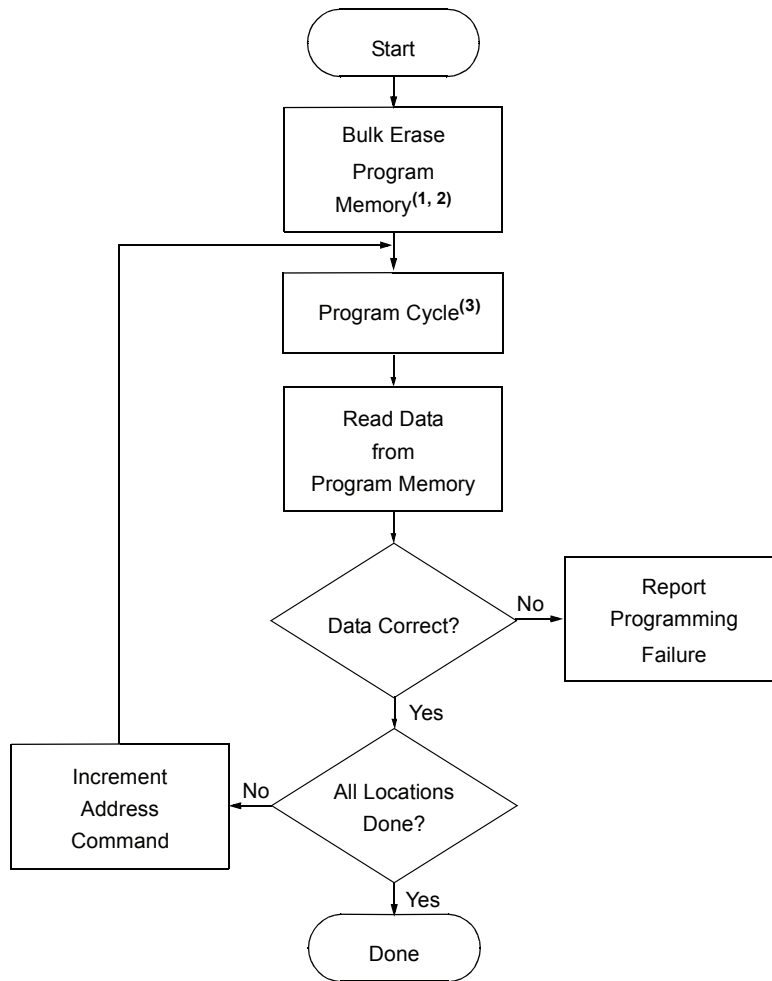 Start
Bulk Erase
Program
Memory(1, 2)
Program Cycle(3)
Read Data
from
Program Memory
Data Correct?
No
Report
Programming
Failure
Yes
All Locations
Done?
No
Increment
Address
Command
Yes
Done